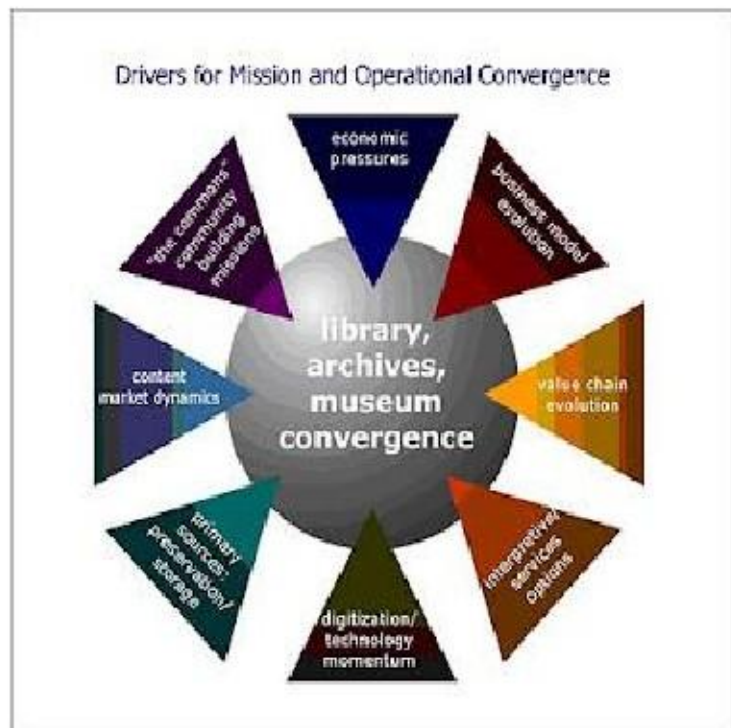 Drivers for Mission and Operational Convergence
economic
pressures
business model
evolution
value chain
evolution
interpretive/
services
options
digitization/
technology
momentum
primary
sources:
preservation/
storage
content
market dynamics
"the commons"
community
building
missions
library,
archives,
museum
convergence